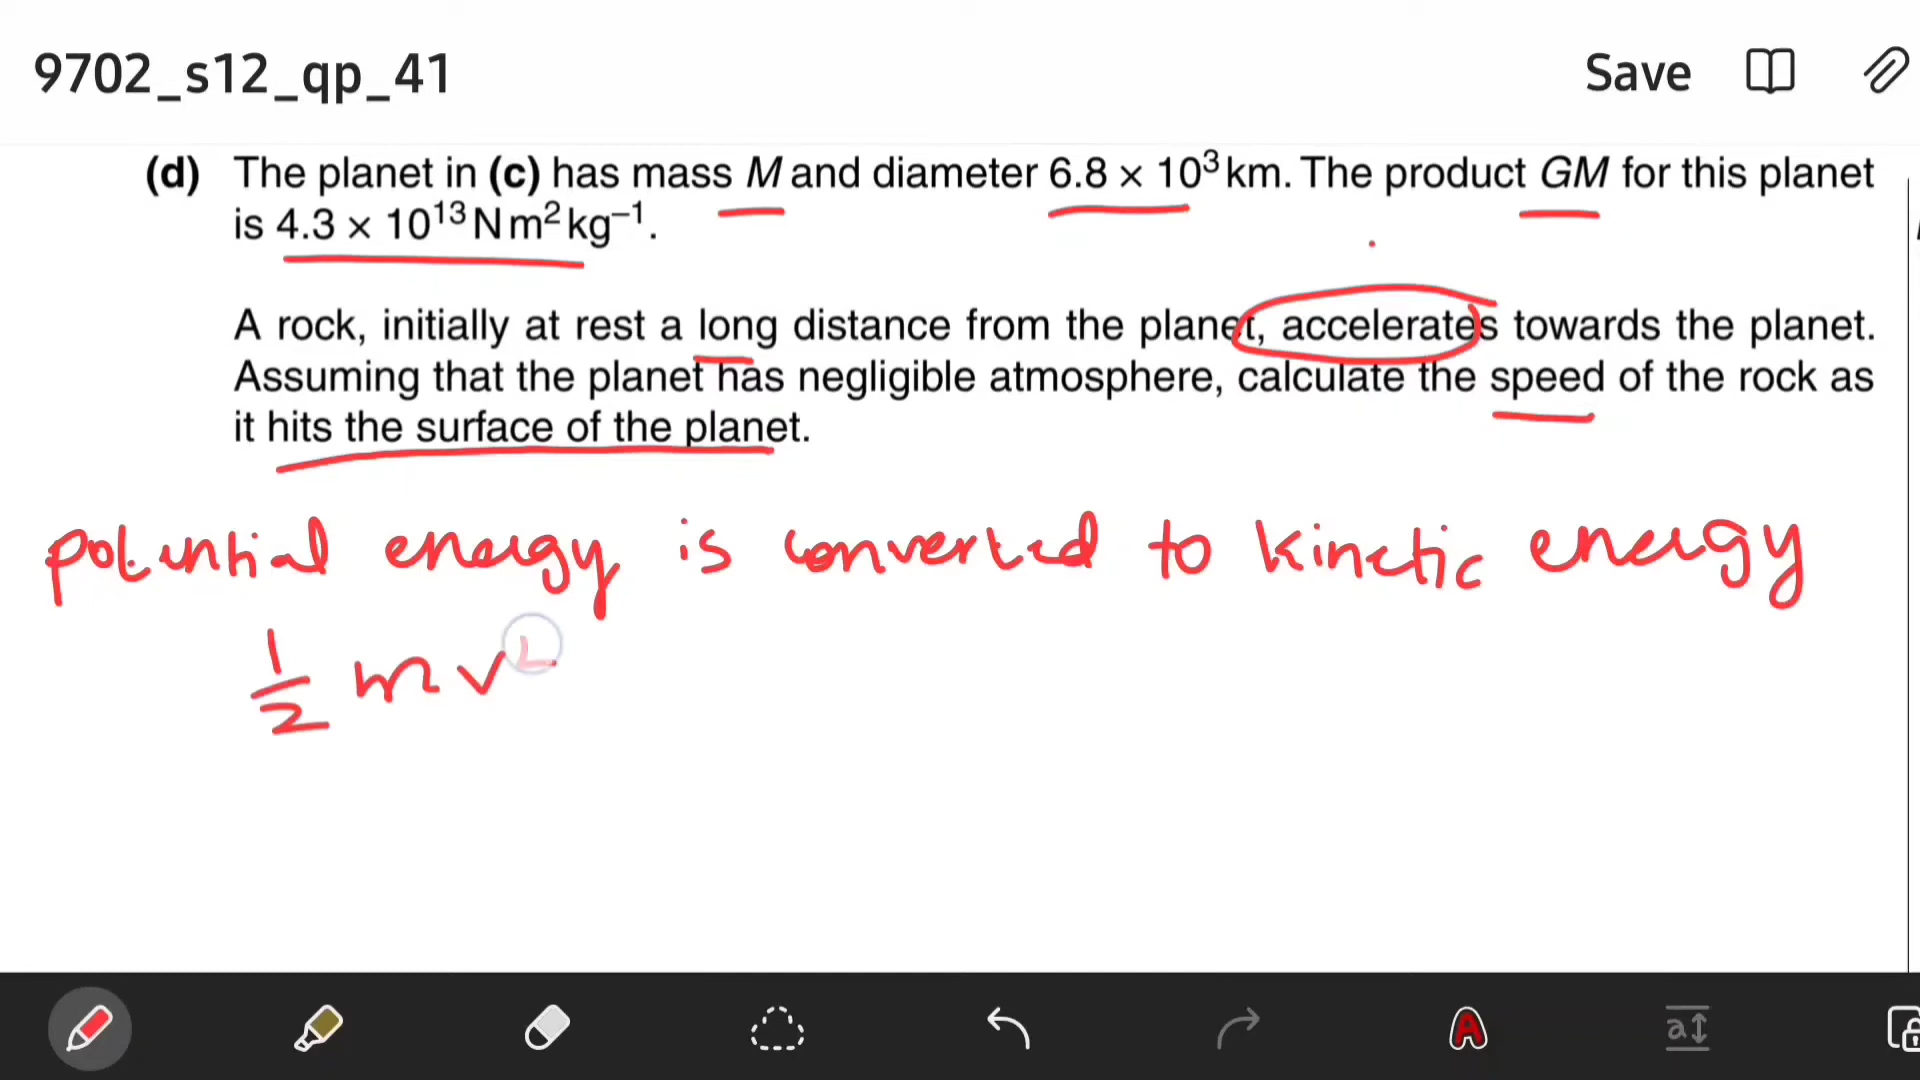 9702_s12_qp_41
Save
(d) The planet in (c) has mass M and diameter 6.8 × 10³ km. The product GM for this planet
is 4.3 × 10¹³ N m² kg⁻¹.
A rock, initially at rest a long distance from the planet, accelerates towards the planet.
Assuming that the planet has negligible atmosphere, calculate the speed of the rock as
it hits the surface of the planet.
potential energy is converted to kinetic energy
1/2 mv²
A
a